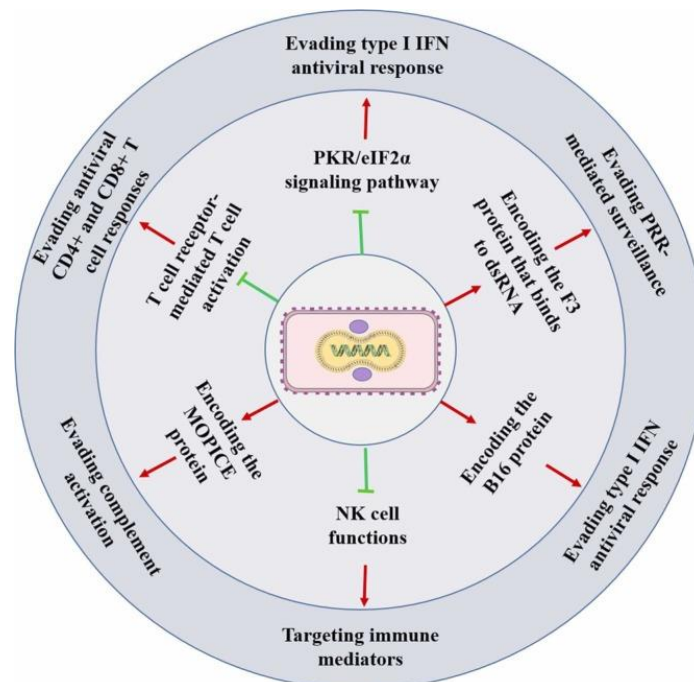 Evading type I IFN
antiviral response
PKR/eIF2α
signaling pathway
Evading PRR-
mediated surveillance
Encoding the F3
protein that binds
to dsRNA
Encoding the
B16 protein
Evading type I IFN
antiviral response
NK cell
functions
Targeting immune
mediators
Encoding the
MOPICE
protein
Evading complement
activation
T cell receptor-
mediated T cell
activation
Evading antiviral
CD4+ and CD8+ T
cell responses